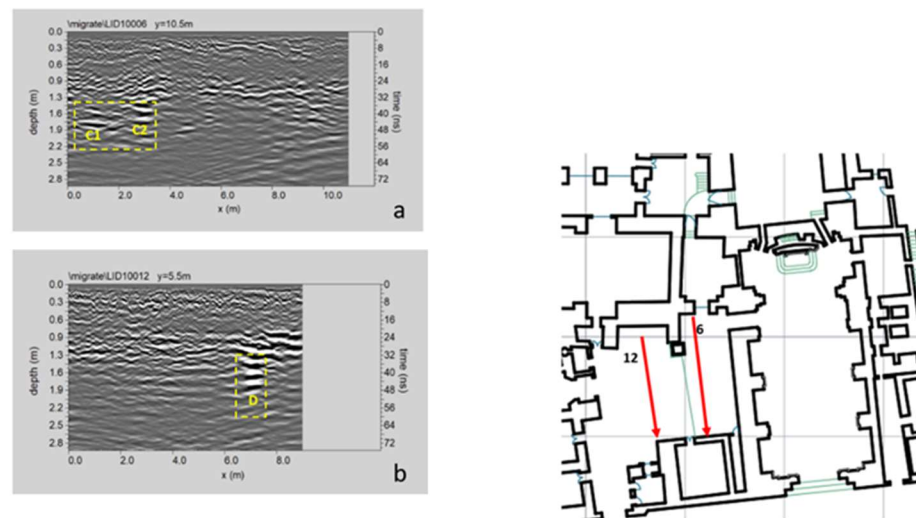 \migrate\LID10006 y=10.5m
0.0 0
0.3 8
0.6 16
0.9 24
1.3 32
1.6 40
1.9 48
2.2 56
2.5 64
2.8 72
depth (m)
time (ns)
C1 C2
0.0 2.0 4.0 6.0 8.0 10.0
x (m)
a
\migrate\LID10012 y=5.5m
0.0 0
0.3 8
0.6 16
0.9 24
1.3 32
1.6 40
1.9 48
2.2 56
2.5 64
2.8 72
depth (m)
time (ns)
D
0.0 2.0 4.0 6.0 8.0
x (m)
b
6
12